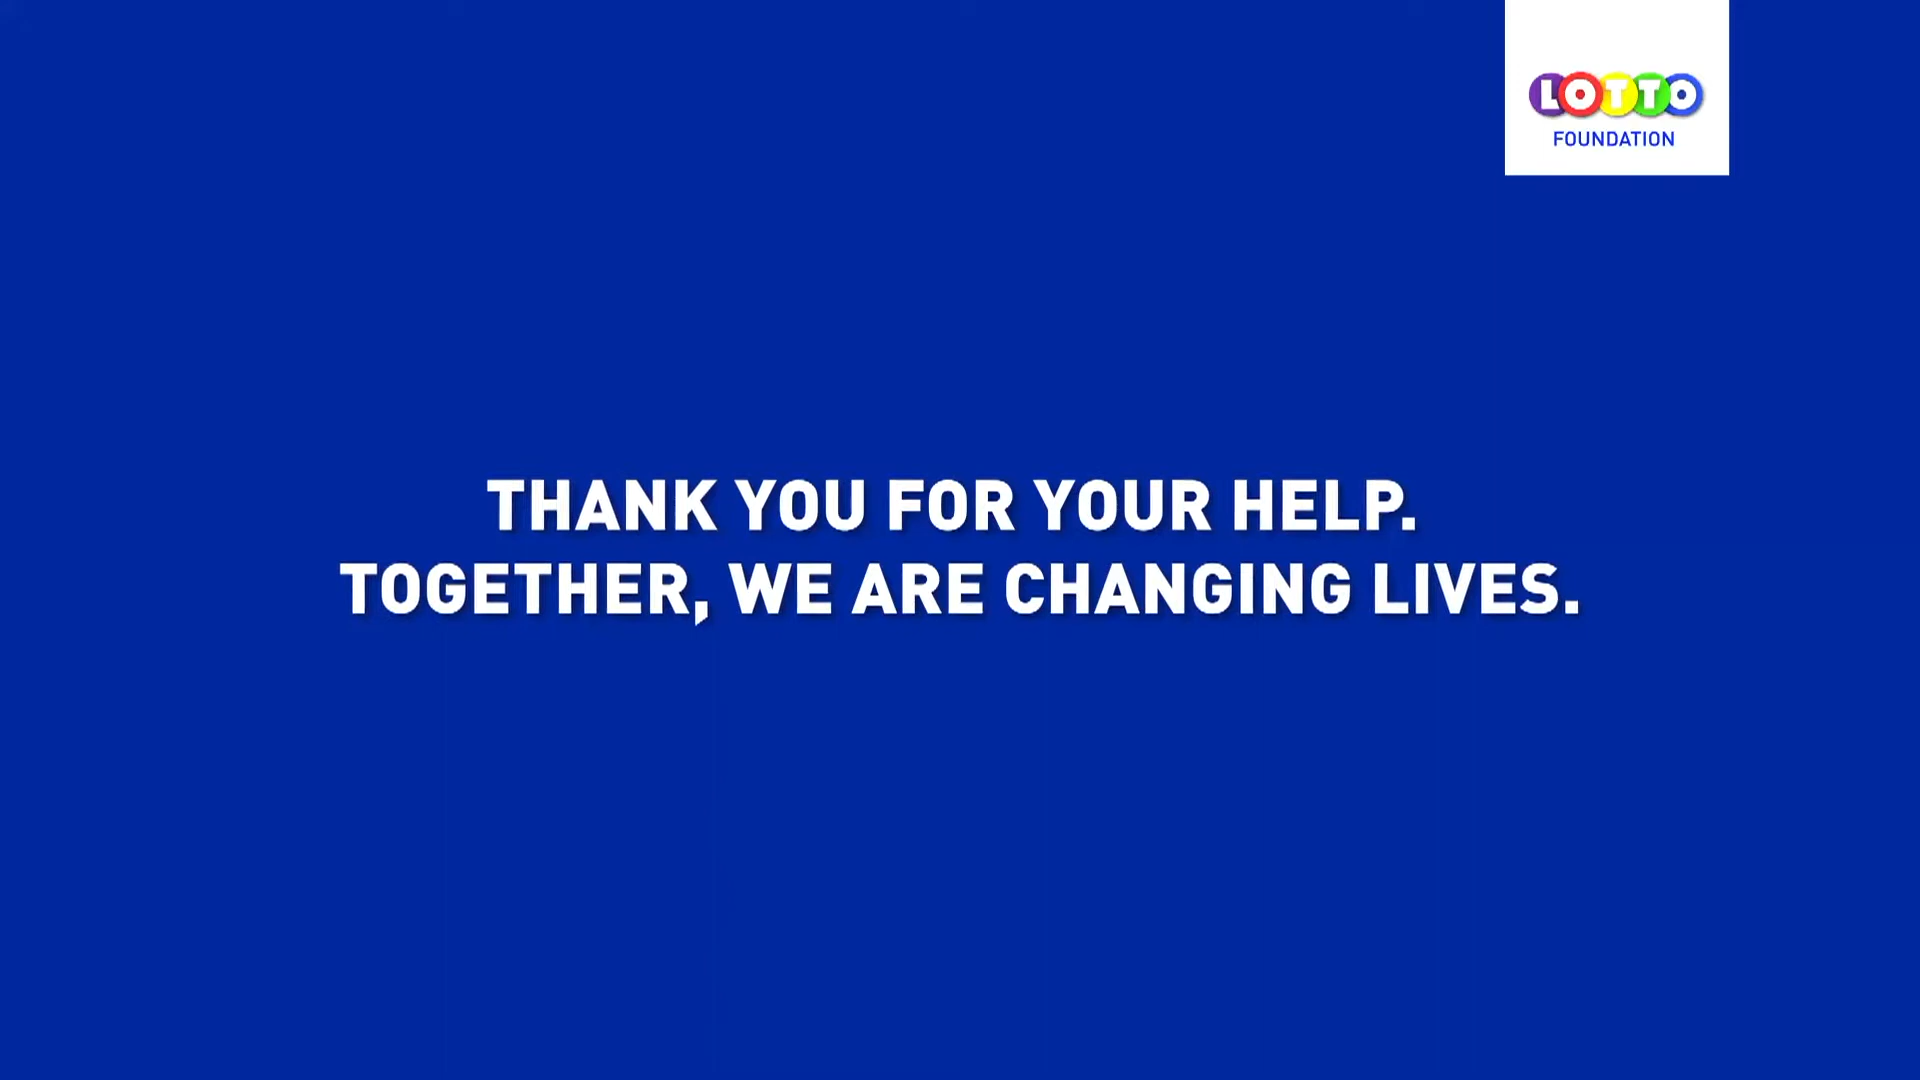 LOTTO
FOUNDATION
THANK YOU FOR YOUR HELP.
TOGETHER, WE ARE CHANGING LIVES.